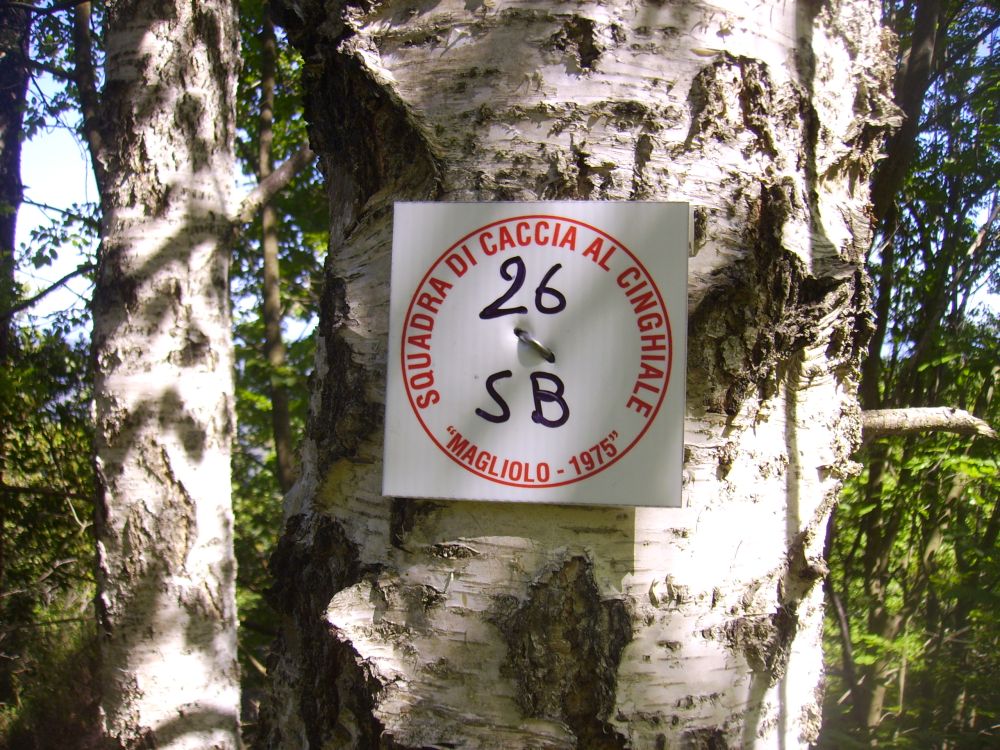 SQUADRA DI CACCIA AL CINGHIALE
26
SB
"MAGLIOLO - 1975"